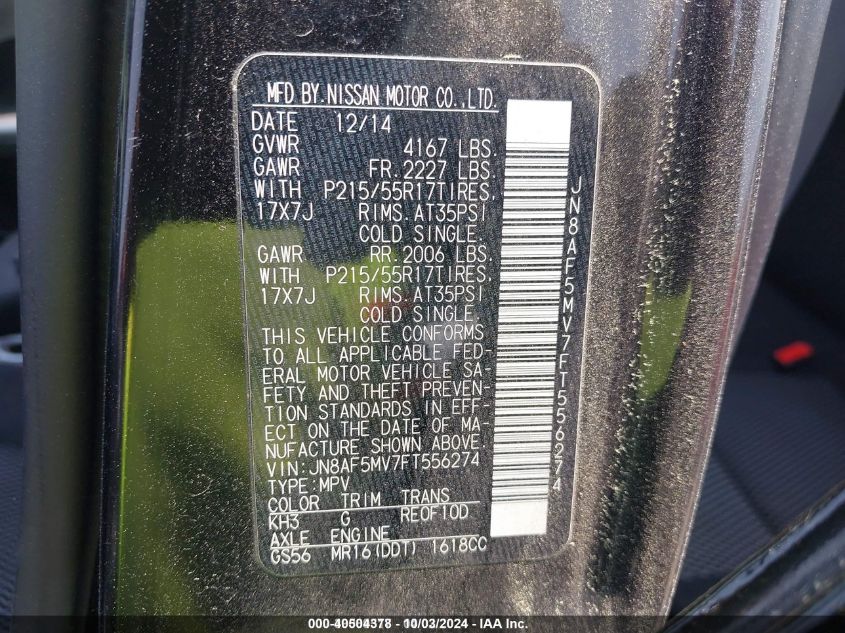 MFD BY.NISSAN MOTOR CO.,LTD.
DATE 12/14
GVWR 4167 LBS.
GAWR FR.2227 LBS.
WITH P215/55R17TIRES,
17X7J RIMS.AT35PSI
COLD SINGLE.
GAWR RR.2006 LBS.
WITH P215/55R17TIRES,
17X7J RIMS.AT35PSI
COLD SINGLE.
THIS VEHICLE CONFORMS
TO ALL APPLICABLE FED-
ERAL MOTOR VEHICLE SA-
FETY AND THEFT PREVEN-
TION STANDARDS IN EFF-
ECT ON THE DATE OF MA-
NUFACTURE SHOWN ABOVE.
VIN:JN8AF5MV7FT556274
TYPE:MPV
COLOR TRIM TRANS
KH3 G RE0F10D
AXLE ENGINE
GS56 MR16(DDT) 1618CC
JN8AF5MV7FT556274
000-40504378 - 10/03/2024 - IAA Inc.